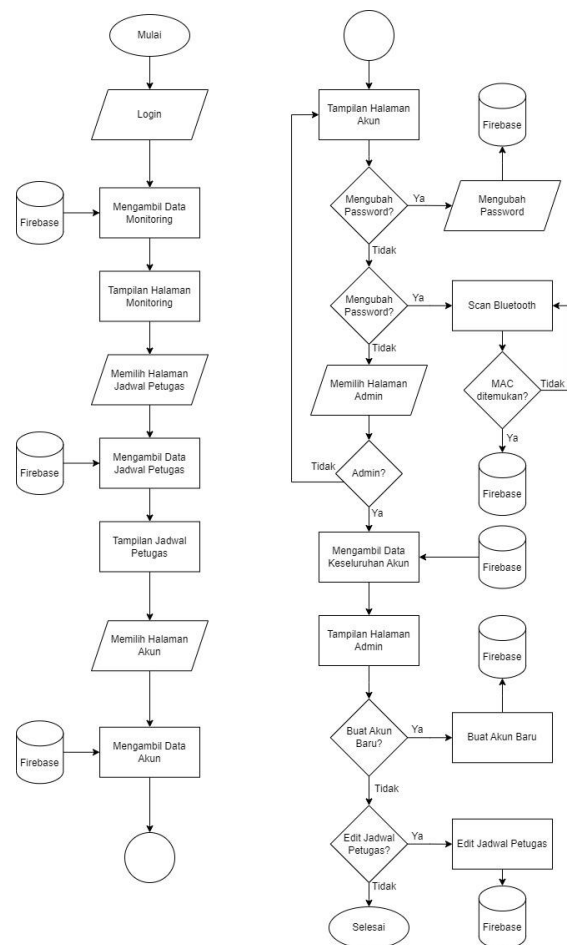 Mulai
Login
Firebase
Mengambil Data
Monitoring
Tampilan Halaman
Monitoring
Memilih Halaman
Jadwal Petugas
Firebase
Mengambil Data
Jadwal Petugas
Tampilan Jadwal
Petugas
Memilih Halaman
Akun
Firebase
Mengambil Data
Akun
Tampilan Halaman
Akun
Firebase
Mengubah
Password?
Ya
Mengubah
Password
Tidak
Mengubah
Password?
Ya
Scan Bluetooth
Tidak
MAC
ditemukan?
Tidak
Ya
Firebase
Memilih Halaman
Admin
Admin?
Tidak
Ya
Mengambil Data
Keseluruhan Akun
Firebase
Tampilan Halaman
Admin
Firebase
Buat Akun
Baru?
Ya
Buat Akun Baru
Tidak
Edit Jadwal
Petugas?
Ya
Edit Jadwal Petugas
Tidak
Firebase
Selesai